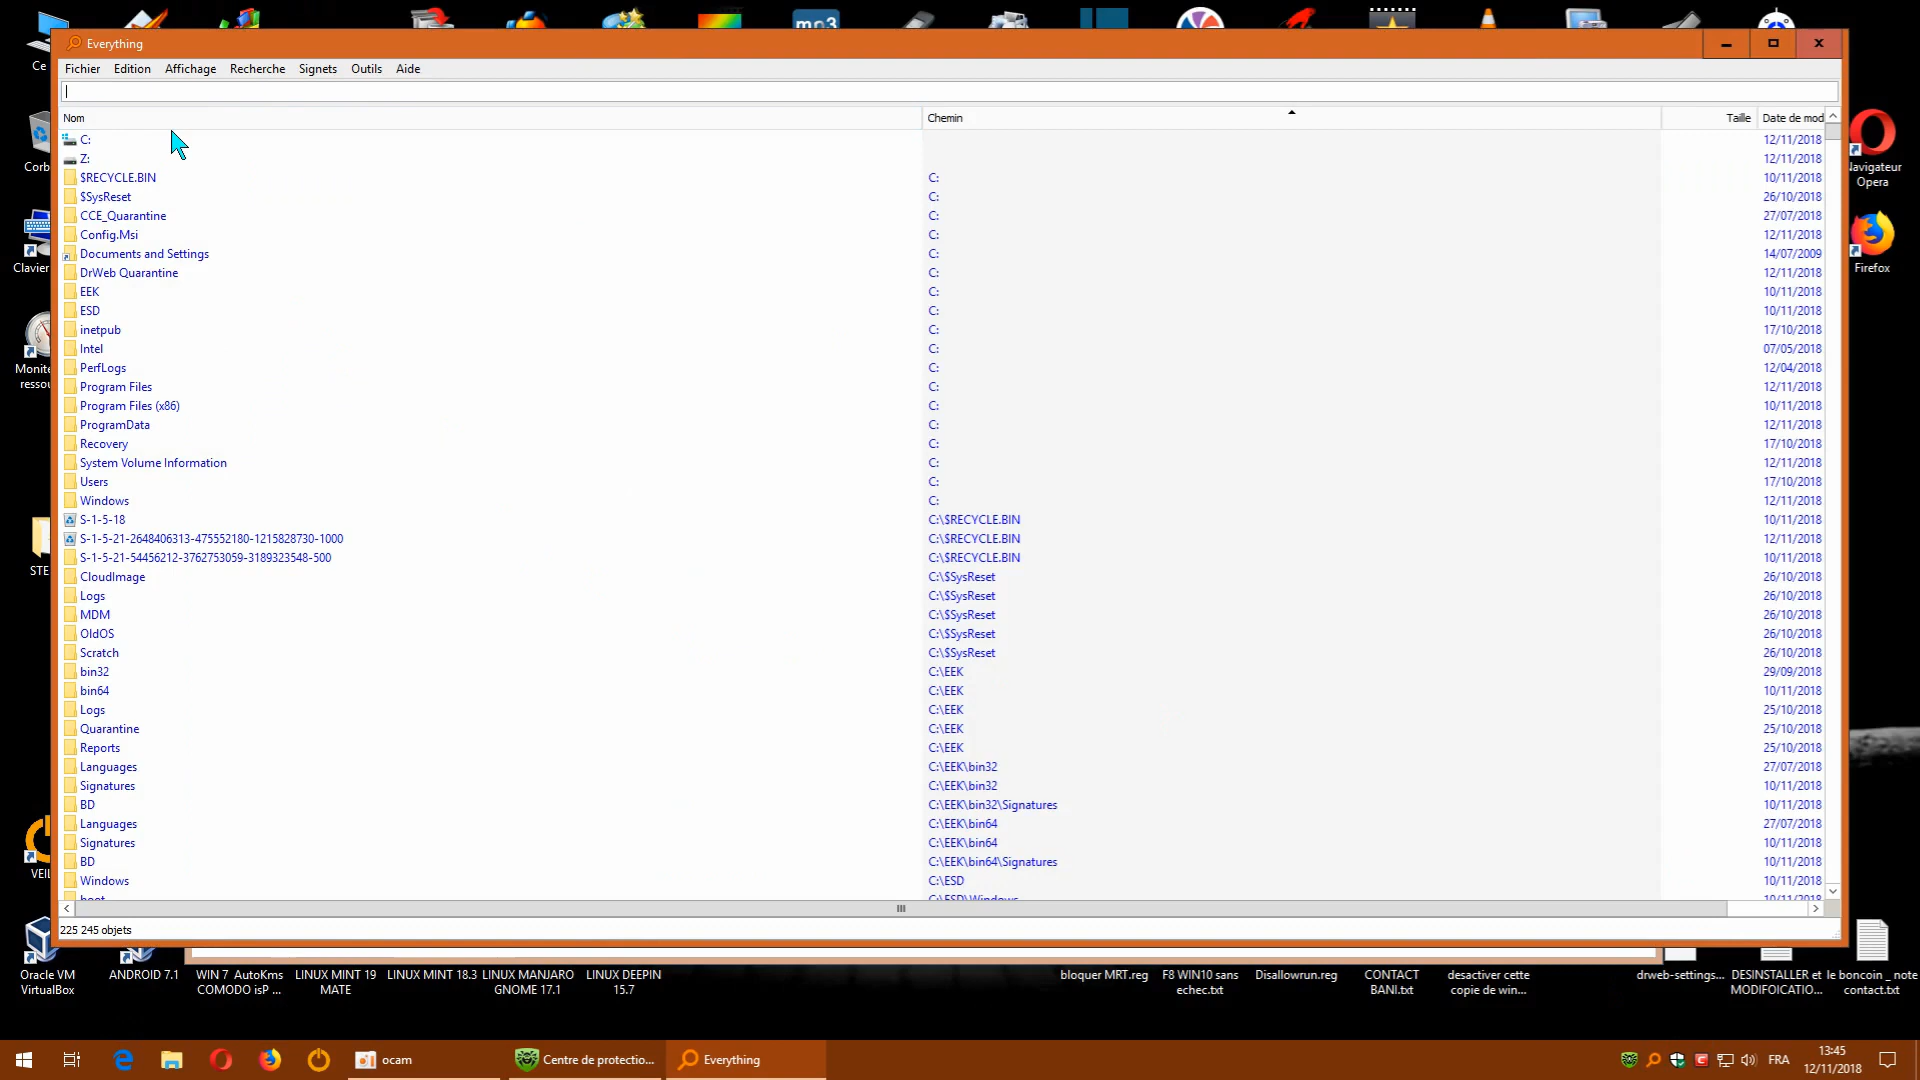 mp3
Everything
Fichier Edition Affichage Recherche Signets Outils Aide
Nom Chemin Taille Date de mod
C: 12/11/2018
Z: 12/11/2018
$RECYCLE.BIN C: 10/11/2018
$SysReset C: 26/10/2018
CCE_Quarantine C: 27/07/2018
Config.Msi C: 12/11/2018
Documents and Settings C: 14/07/2009
DrWeb Quarantine C: 12/11/2018
EEK C: 10/11/2018
ESD C: 10/11/2018
inetpub C: 17/10/2018
Intel C: 07/05/2018
PerfLogs C: 12/04/2018
Program Files C: 12/11/2018
Program Files (x86) C: 10/11/2018
ProgramData C: 12/11/2018
Recovery C: 17/10/2018
System Volume Information C: 12/11/2018
Users C: 17/10/2018
Windows C: 12/11/2018
S-1-5-18 C:\$RECYCLE.BIN 10/11/2018
S-1-5-21-2648406313-475552180-1215828730-1000 C:\$RECYCLE.BIN 12/11/2018
S-1-5-21-54456212-3762753059-3189323548-500 C:\$RECYCLE.BIN 10/11/2018
CloudImage C:\$SysReset 26/10/2018
Logs C:\$SysReset 26/10/2018
MDM C:\$SysReset 26/10/2018
OldOS C:\$SysReset 26/10/2018
Scratch C:\$SysReset 26/10/2018
bin32 C:\EEK 29/09/2018
bin64 C:\EEK 10/11/2018
Logs C:\EEK 25/10/2018
Quarantine C:\EEK 25/10/2018
Reports C:\EEK 25/10/2018
Languages C:\EEK\bin32 27/07/2018
Signatures C:\EEK\bin32 10/11/2018
BD C:\EEK\bin32\Signatures 10/11/2018
Languages C:\EEK\bin64 27/07/2018
Signatures C:\EEK\bin64 10/11/2018
BD C:\EEK\bin64\Signatures 10/11/2018
Windows C:\ESD 10/11/2018
boot C:\ESD\Windows 10/11/2018
225 245 objets
Ce
Corb
Clavier
Monite
ressou
STE
VEIL
Navigateur
Opera
Firefox
Oracle VM
VirtualBox
ANDROID 7.1
WIN 7 AutoKms
COMODO isP ...
LINUX MINT 19
MATE
LINUX MINT 18.3
LINUX MANJARO
GNOME 17.1
LINUX DEEPIN
15.7
bloquer MRT.reg
F8 WIN10 sans
echec.txt
Disallowrun.reg
CONTACT
BANI.txt
desactiver cette
copie de win...
drweb-settings...
DESINSTALLER et
MODIFOICATIO...
le boncoin _ note
contact.txt
ocam
Centre de protectio...
Everything
FRA
13:45
12/11/2018